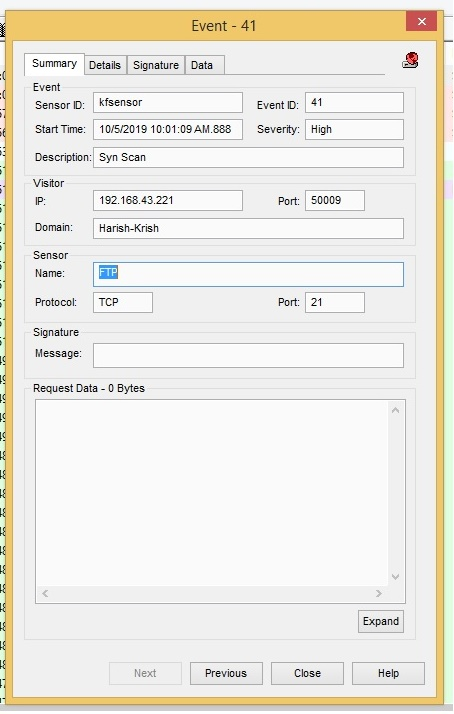 Event - 41
Summary Details Signature Data
Event
Sensor ID: kfsensor Event ID: 41
Start Time: 10/5/2019 10:01:09 AM.888 Severity: High
Description: Syn Scan
Visitor
IP: 192.168.43.221 Port: 50009
Domain: Harish-Krish
Sensor
Name: FTP
Protocol: TCP Port: 21
Signature
Message:
Request Data - 0 Bytes
Expand
Next Previous Close Help